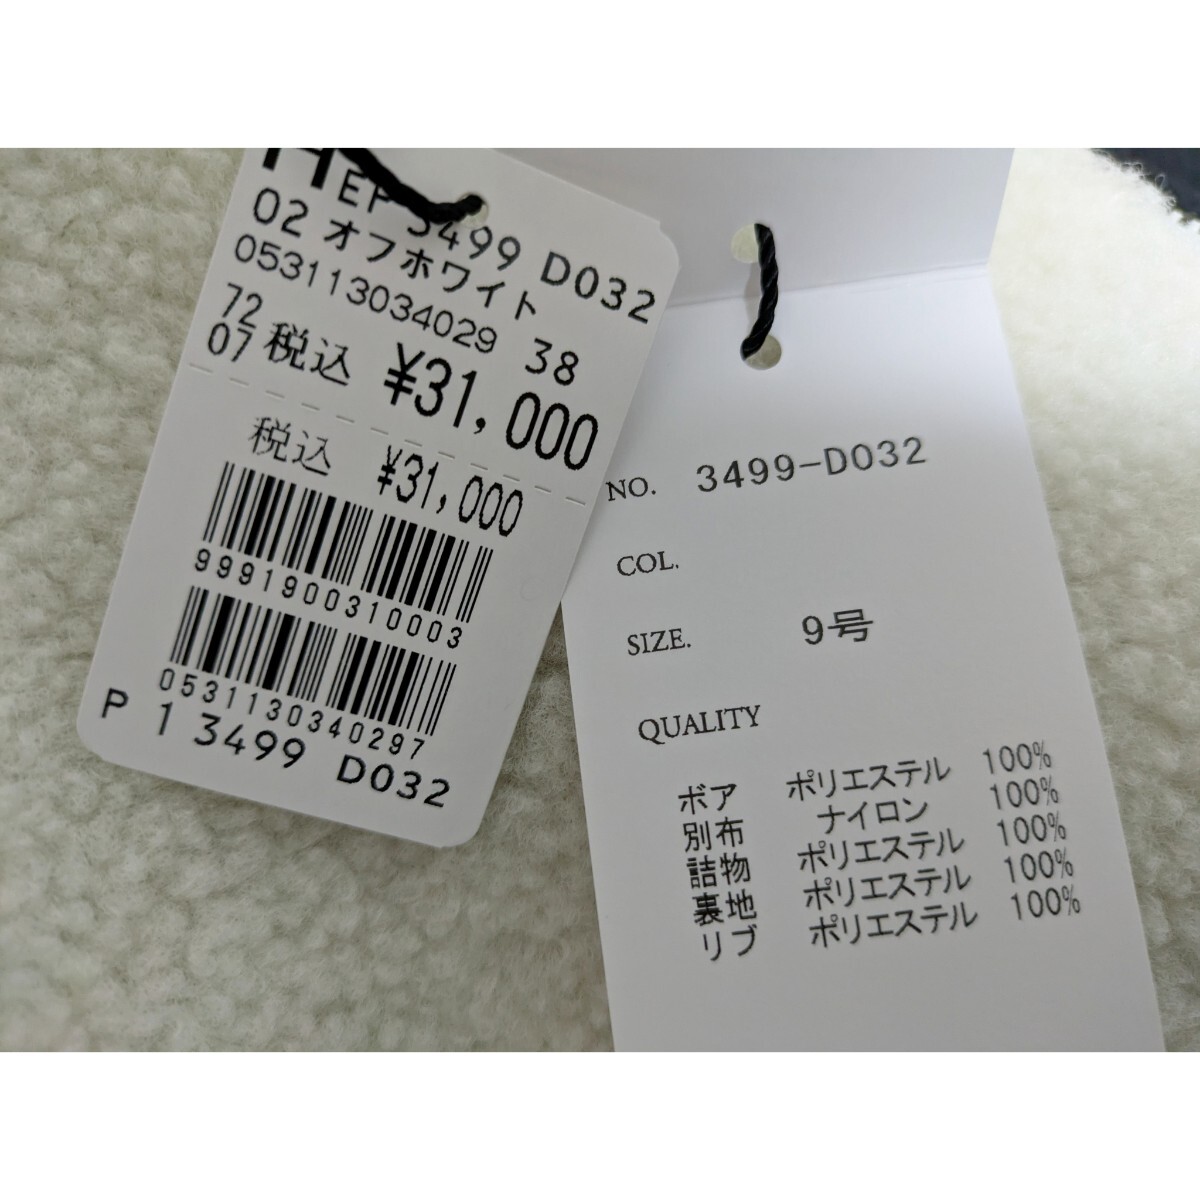 HEP 3499 D032
02 オフホワイト
053113034029 38
72
07 税込 ¥31,000
税込 ¥31,000
9991900310003
0531130340297
P 1 3499 D032
NO. 3499-D032
COL.
SIZE. 9号
QUALITY
ボア ポリエステル 100%
別布 ナイロン 100%
詰物 ポリエステル 100%
裏地 ポリエステル 100%
リブ ポリエステル 100%